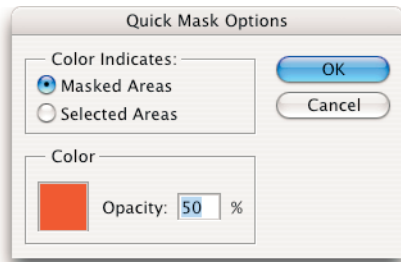 Quick Mask Options
Color Indicates:
Masked Areas
Selected Areas
OK
Cancel
Color
Opacity: 50 %